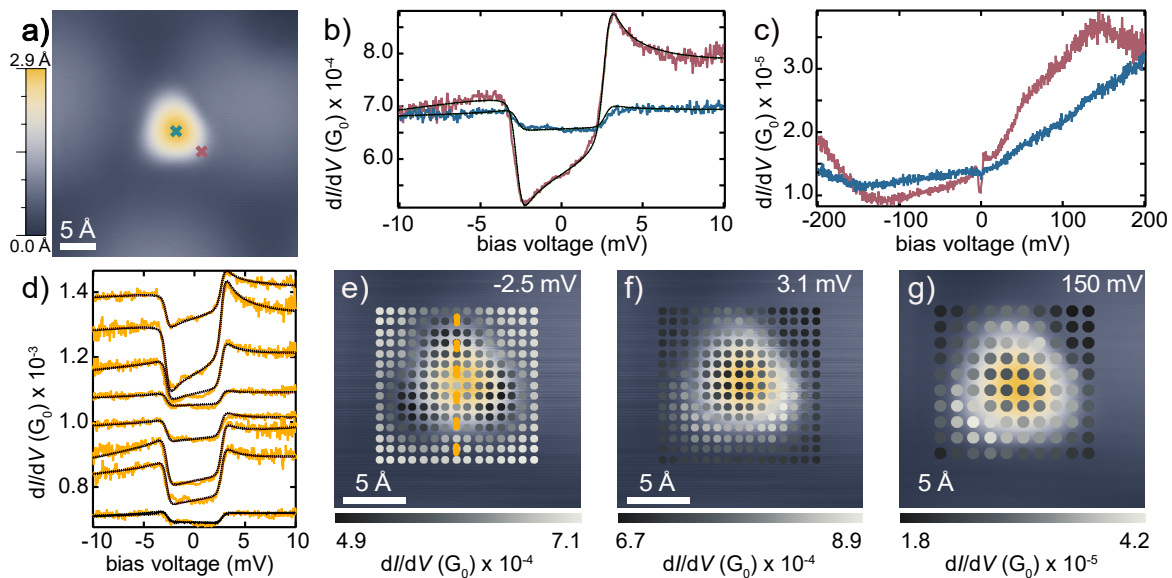 a)
2.9 Å
0.0 Å
5 Å
b)
dI/dV (G₀) x 10⁻⁴
8.0
7.0
6.0
-10 -5 0 5 10
bias voltage (mV)
c)
dI/dV (G₀) x 10⁻⁵
3.0
2.0
1.0
-200 -100 0 100 200
bias voltage (mV)
d)
dI/dV (G₀) x 10⁻³
1.4
1.2
1.0
0.8
-10 -5 0 5 10
bias voltage (mV)
e) -2.5 mV
5 Å
4.9 7.1
dI/dV (G₀) x 10⁻⁴
f) 3.1 mV
5 Å
6.7 8.9
dI/dV (G₀) x 10⁻⁴
g) 150 mV
5 Å
1.8 4.2
dI/dV (G₀) x 10⁻⁵